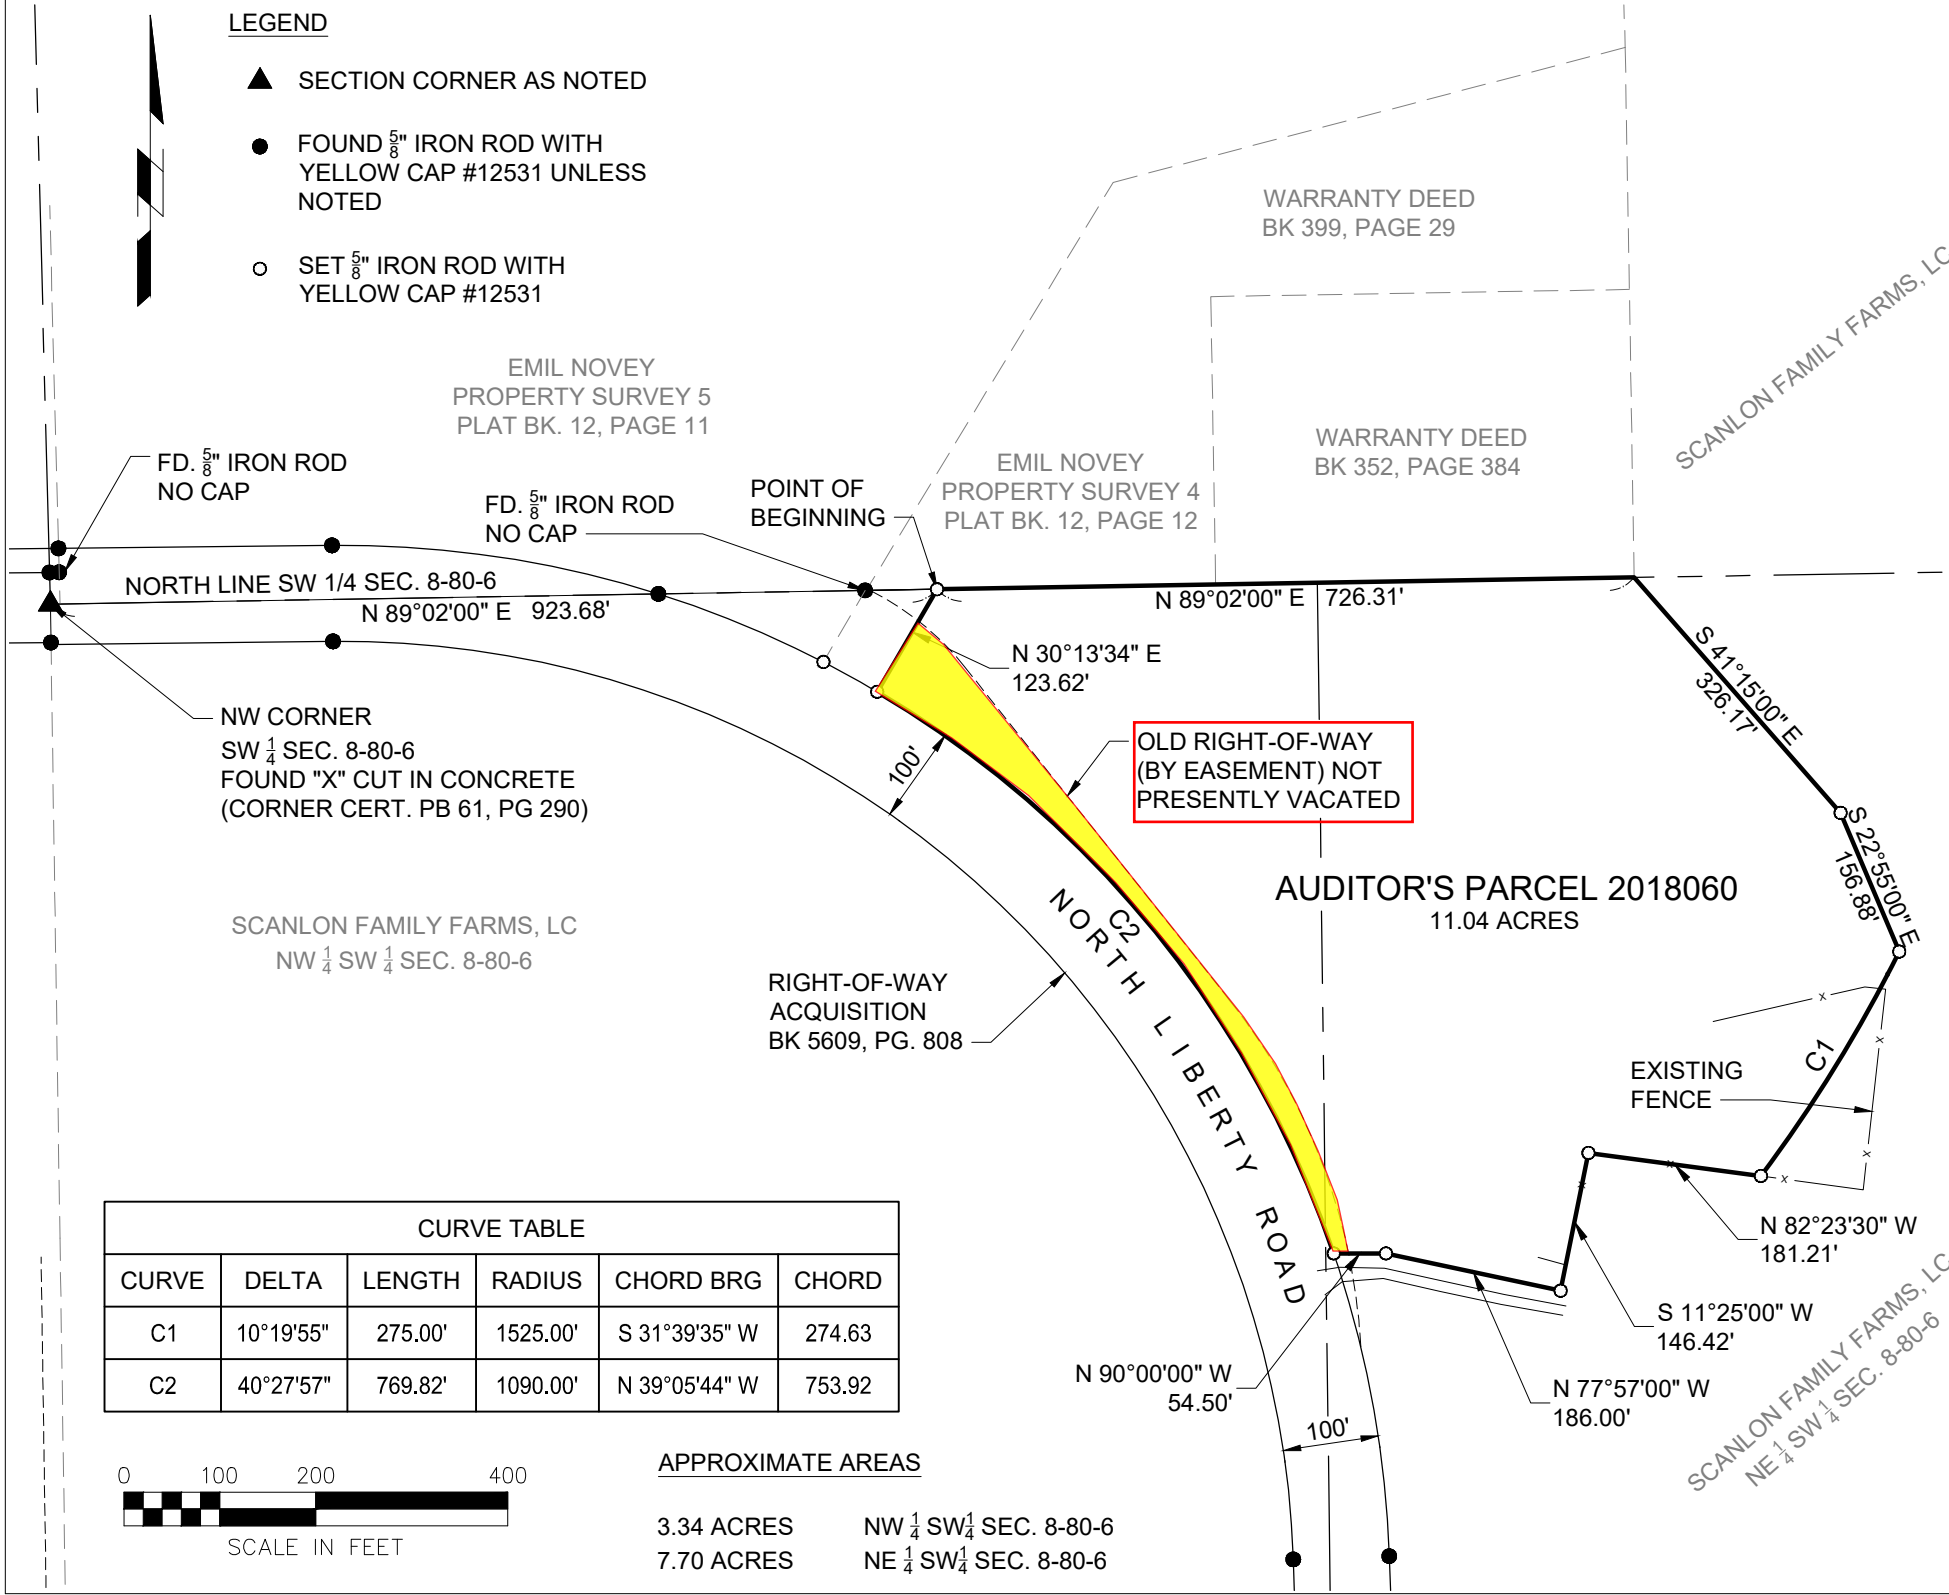 LEGEND
SECTION CORNER AS NOTED
FOUND 5/8" IRON ROD WITH
YELLOW CAP #12531 UNLESS
NOTED
SET 5/8" IRON ROD WITH
YELLOW CAP #12531
WARRANTY DEED
BK 399, PAGE 29
SCANLON FAMILY FARMS, LC
EMIL NOVEY
PROPERTY SURVEY 5
PLAT BK. 12, PAGE 11
WARRANTY DEED
BK 352, PAGE 384
EMIL NOVEY
PROPERTY SURVEY 4
PLAT BK. 12, PAGE 12
FD. 5/8" IRON ROD
NO CAP
FD. 5/8" IRON ROD
NO CAP
POINT OF
BEGINNING
NORTH LINE SW 1/4 SEC. 8-80-6
N 89°02'00" E 923.68'
N 89°02'00" E 726.31'
N 30°13'34" E
123.62'
S 41°15'00" E
326.17'
NW CORNER
SW 1/4 SEC. 8-80-6
FOUND "X" CUT IN CONCRETE
(CORNER CERT. PB 61, PG 290)
100'
OLD RIGHT-OF-WAY
(BY EASEMENT) NOT
PRESENTLY VACATED
S 22°55'00" E
156.88'
AUDITOR'S PARCEL 2018060
11.04 ACRES
SCANLON FAMILY FARMS, LC
NW 1/4 SW 1/4 SEC. 8-80-6
C2
NORTH LIBERTY ROAD
RIGHT-OF-WAY
ACQUISITION
BK 5609, PG. 808
x
x
x
x
x
x
C1
EXISTING
FENCE
N 82°23'30" W
181.21'
S 11°25'00" W
146.42'
N 77°57'00" W
186.00'
N 90°00'00" W
54.50'
100'
SCANLON FAMILY FARMS, LC
NE 1/4 SW 1/4 SEC. 8-80-6
CURVE TABLE
CURVE DELTA LENGTH RADIUS CHORD BRG CHORD
C1 10°19'55" 275.00' 1525.00' S 31°39'35" W 274.63
C2 40°27'57" 769.82' 1090.00' N 39°05'44" W 753.92
0 100 200 400
SCALE IN FEET
APPROXIMATE AREAS
3.34 ACRES NW 1/4 SW1/4 SEC. 8-80-6
7.70 ACRES NE 1/4 SW1/4 SEC. 8-80-6